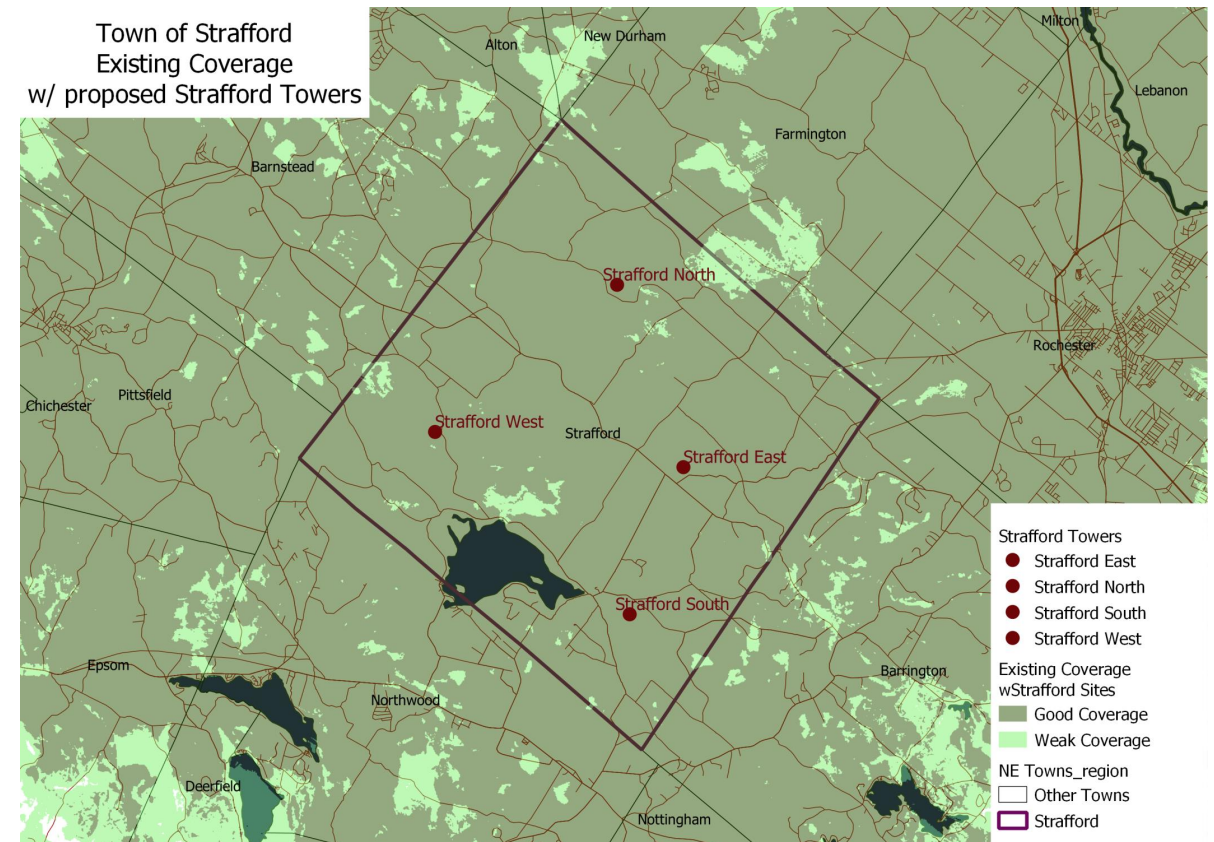 Town of Strafford
Existing Coverage
w/ proposed Strafford Towers
Alton
New Durham
Milton
Lebanon
Farmington
Barnstead
Strafford North
Rochester
Pittsfield
Chichester
Strafford West
Strafford
Strafford East
Strafford South
Epsom
Northwood
Barrington
Deerfield
Nottingham
Strafford Towers
Strafford East
Strafford North
Strafford South
Strafford West
Existing Coverage
wStrafford Sites
Good Coverage
Weak Coverage
NE Towns_region
Other Towns
Strafford